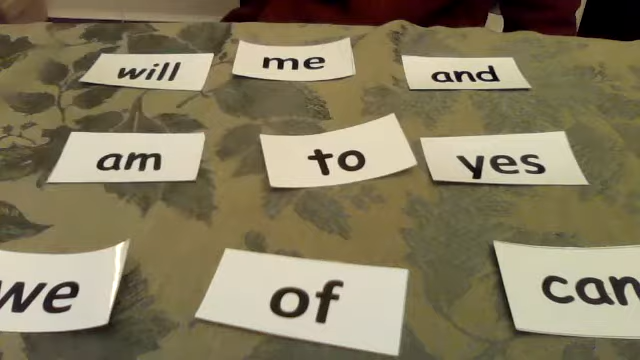 will me and
am to yes
we of can